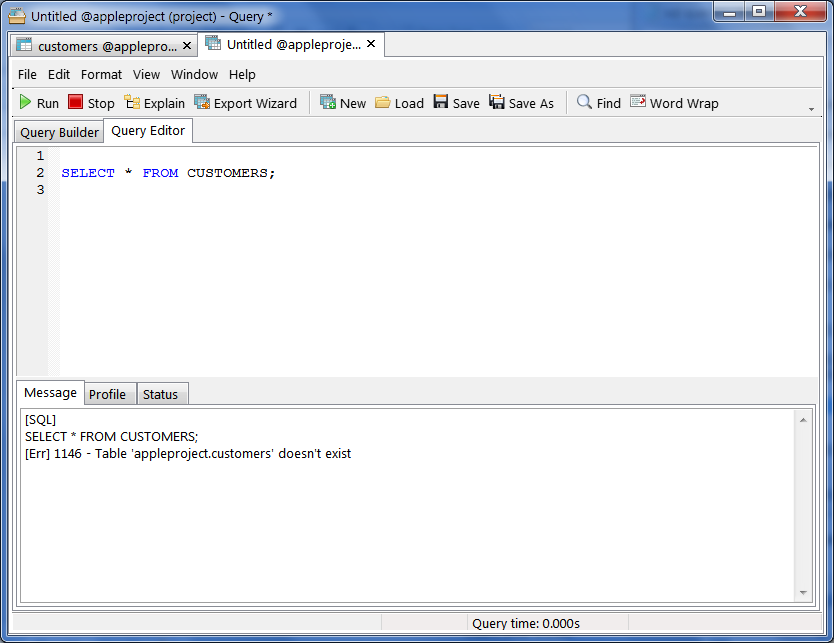 Untitled @appleproject (project) - Query *
customers @applepro... Untitled @appleproje...
File Edit Format View Window Help
Run Stop Explain Export Wizard New Load Save Save As Find Word Wrap
Query Builder Query Editor
1
2 SELECT * FROM CUSTOMERS;
3
Message Profile Status
[SQL]
SELECT * FROM CUSTOMERS;
[Err] 1146 - Table 'appleproject.customers' doesn't exist
Query time: 0.000s